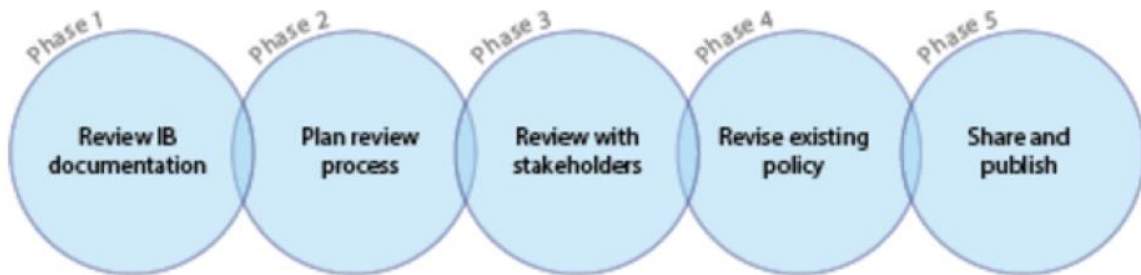 Phase 1
Review IB
documentation
Phase 2
Plan review
process
Phase 3
Review with
stakeholders
Phase 4
Revise existing
policy
Phase 5
Share and
publish